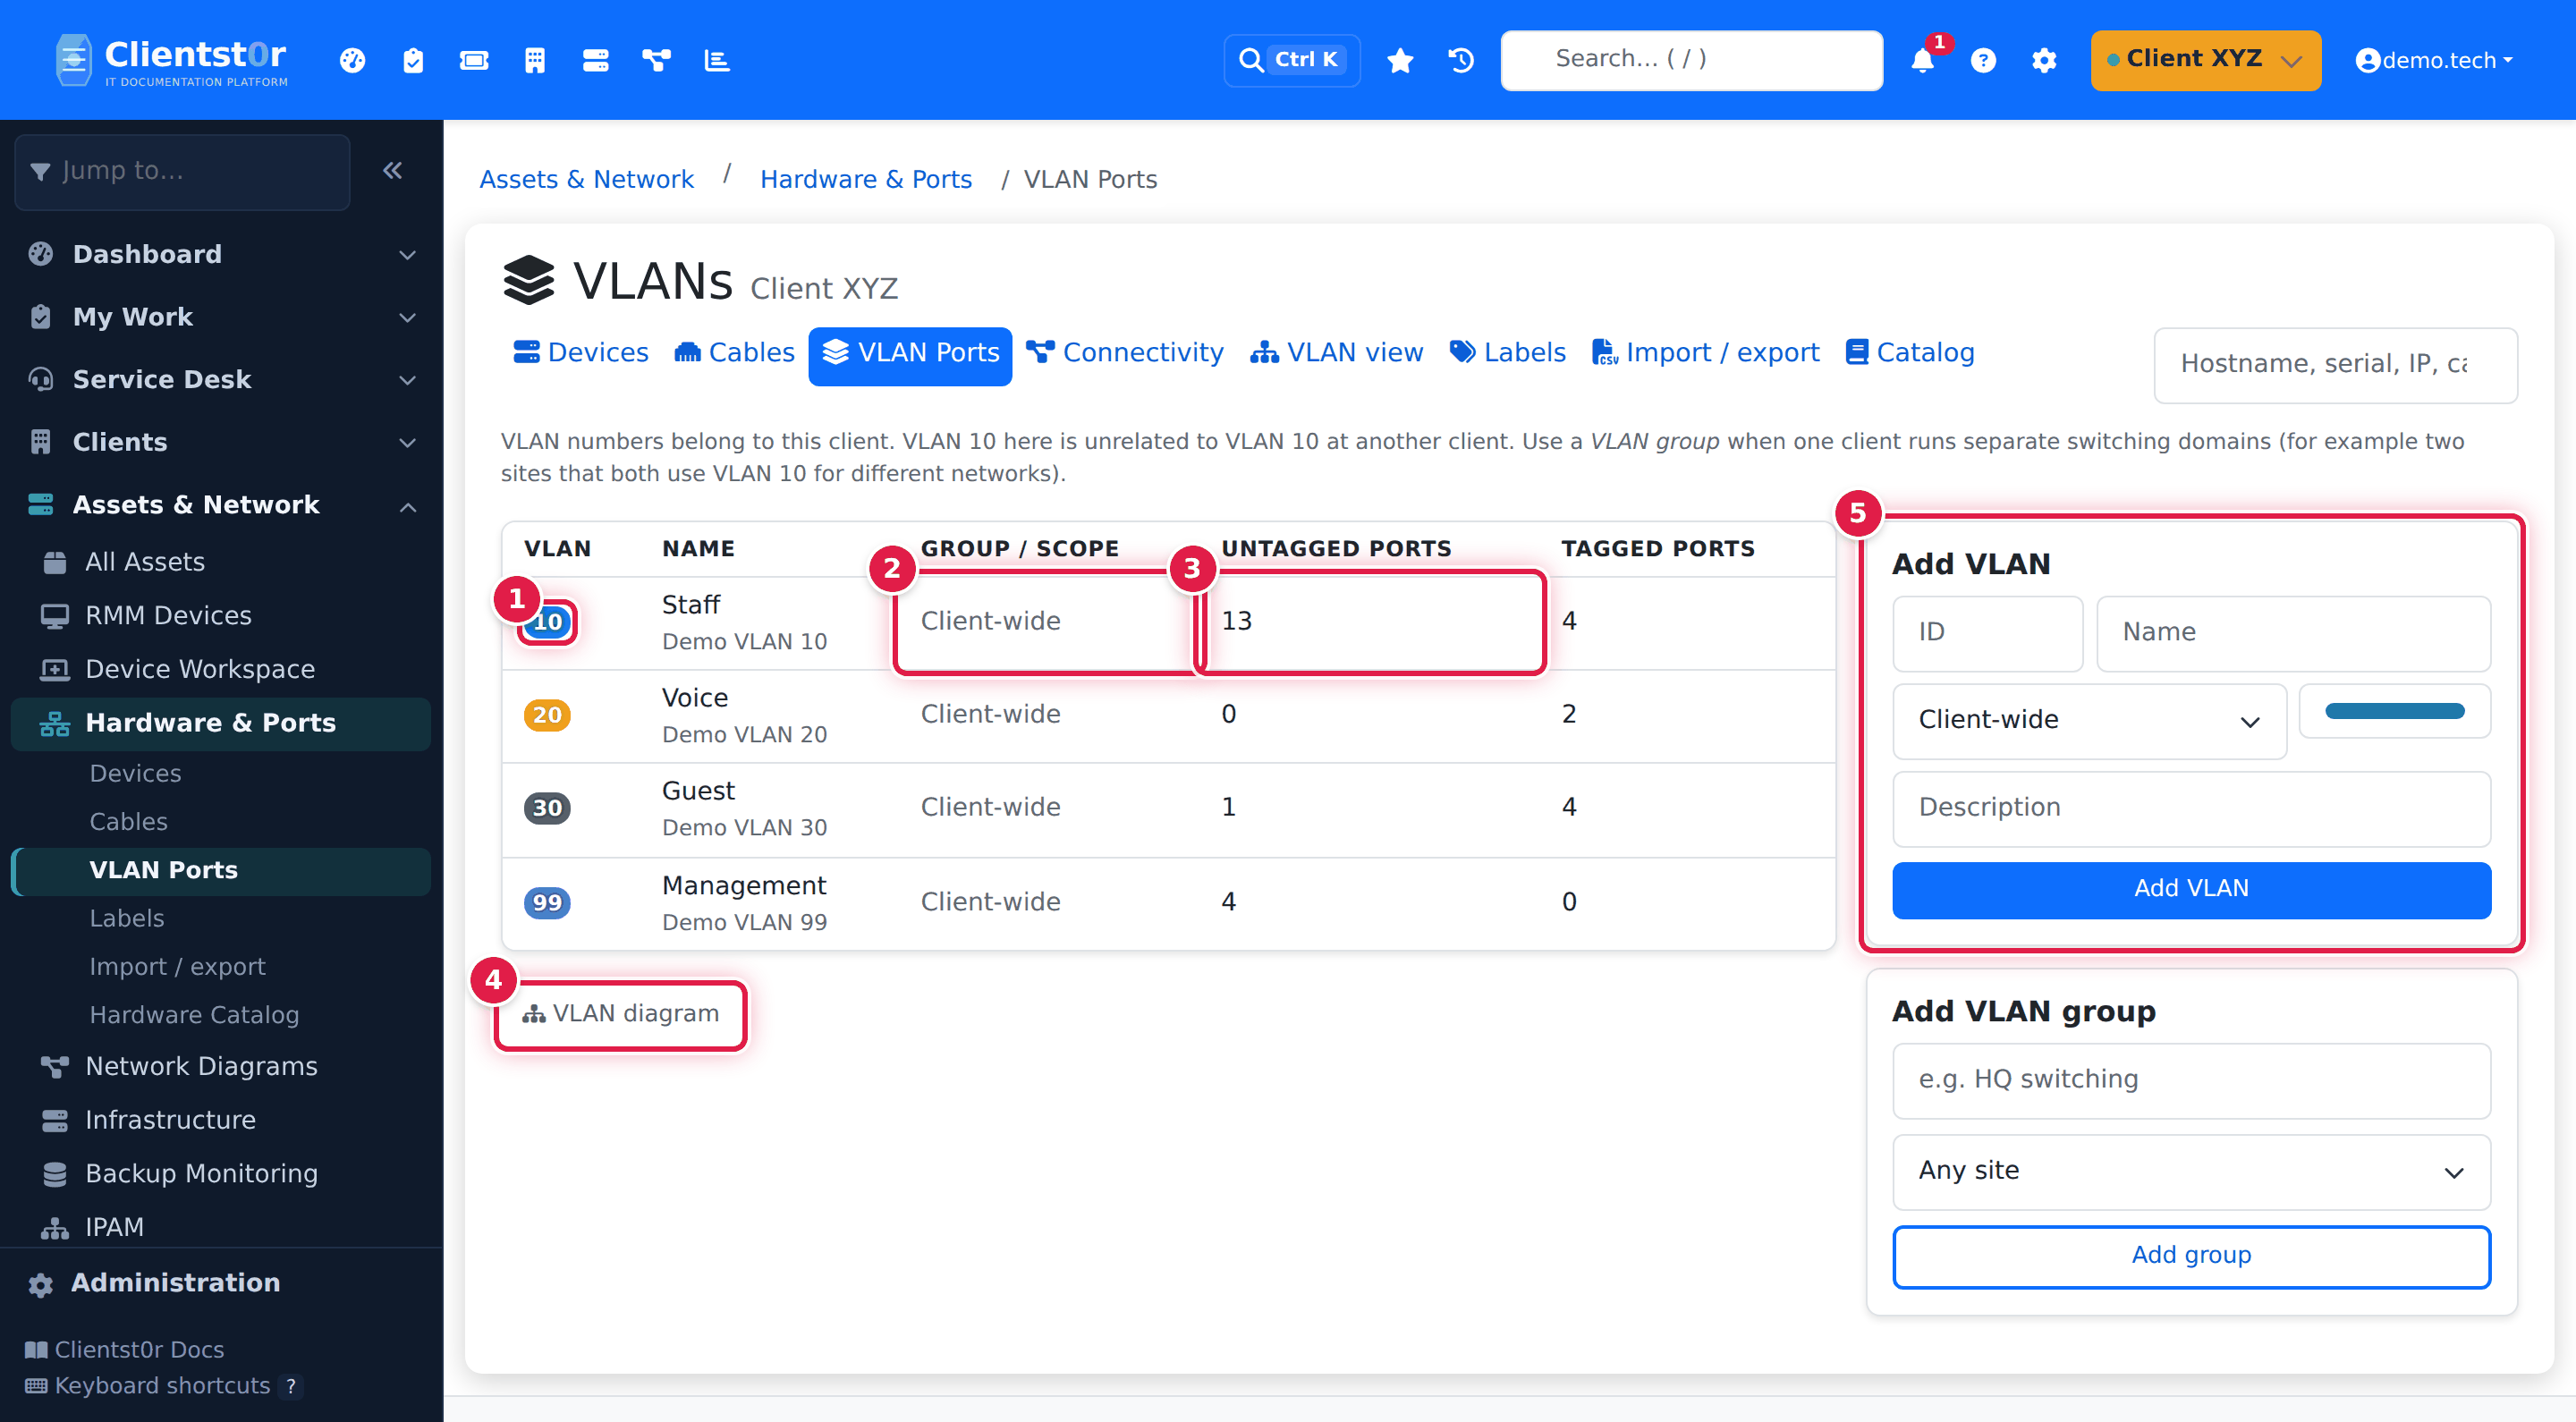 Clientst0r
IT DOCUMENTATION PLATFORM
Ctrl K
Search... ( / )
1
?
Client XYZ
demo.tech
Jump to...
Dashboard
My Work
Service Desk
Clients
Assets & Network
All Assets
RMM Devices
Device Workspace
Hardware & Ports
Devices
Cables
VLAN Ports
Labels
Import / export
Hardware Catalog
Network Diagrams
Infrastructure
Backup Monitoring
IPAM
Administration
Clientst0r Docs
Keyboard shortcuts ?
Assets & Network / Hardware & Ports / VLAN Ports
VLANs Client XYZ
Devices Cables VLAN Ports Connectivity VLAN view Labels CSV Import / export Catalog
Hostname, serial, IP, ca
VLAN numbers belong to this client. VLAN 10 here is unrelated to VLAN 10 at another client. Use a VLAN group when one client runs separate switching domains (for example two
sites that both use VLAN 10 for different networks).
VLAN NAME GROUP / SCOPE UNTAGGED PORTS TAGGED PORTS
1 2 3
10 Staff Client-wide 13 4
Demo VLAN 10
20 Voice Client-wide 0 2
Demo VLAN 20
30 Guest Client-wide 1 4
Demo VLAN 30
99 Management Client-wide 4 0
Demo VLAN 99
4
VLAN diagram
5
Add VLAN
ID Name
Client-wide
Description
Add VLAN
Add VLAN group
e.g. HQ switching
Any site
Add group